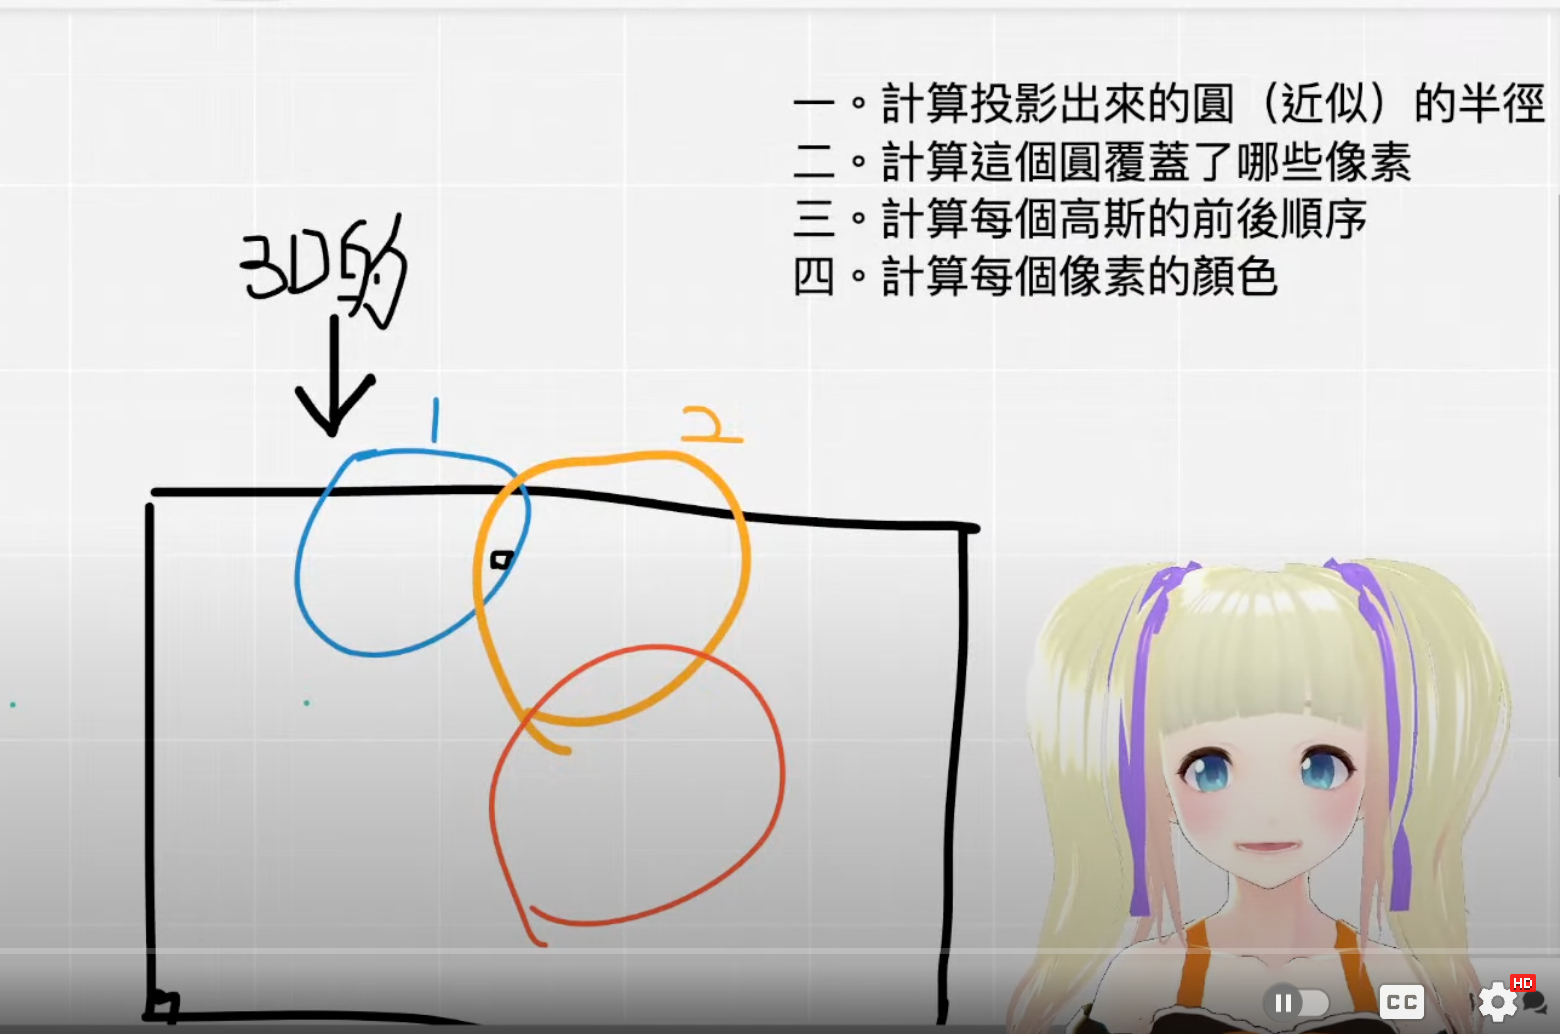 一。計算投影出來的圓（近似）的半徑
二。計算這個圓覆蓋了哪些像素
三。計算每個高斯的前後順序
四。計算每個像素的顏色
3D的
1
2
HD
CC